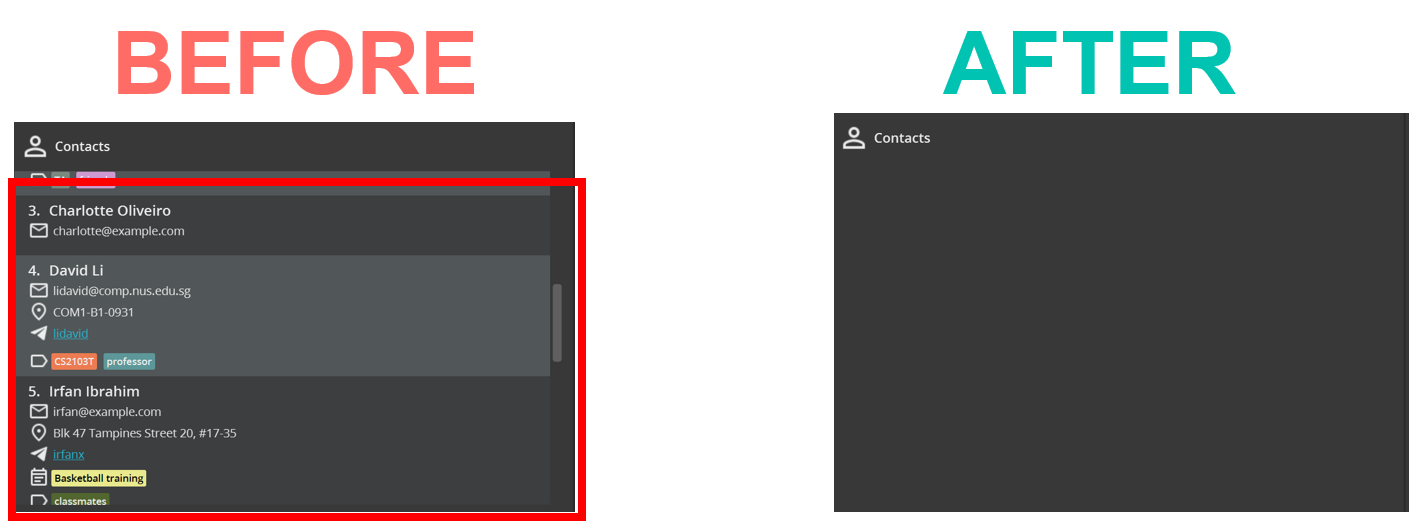 BEFORE
AFTER
Contacts
3. Charlotte Oliveiro
charlotte@example.com
4. David Li
lidavid@comp.nus.edu.sg
COM1-B1-0931
lidavid
CS2103T professor
5. Irfan Ibrahim
irfan@example.com
Blk 47 Tampines Street 20, #17-35
irfanx
Basketball training
classmates
Contacts